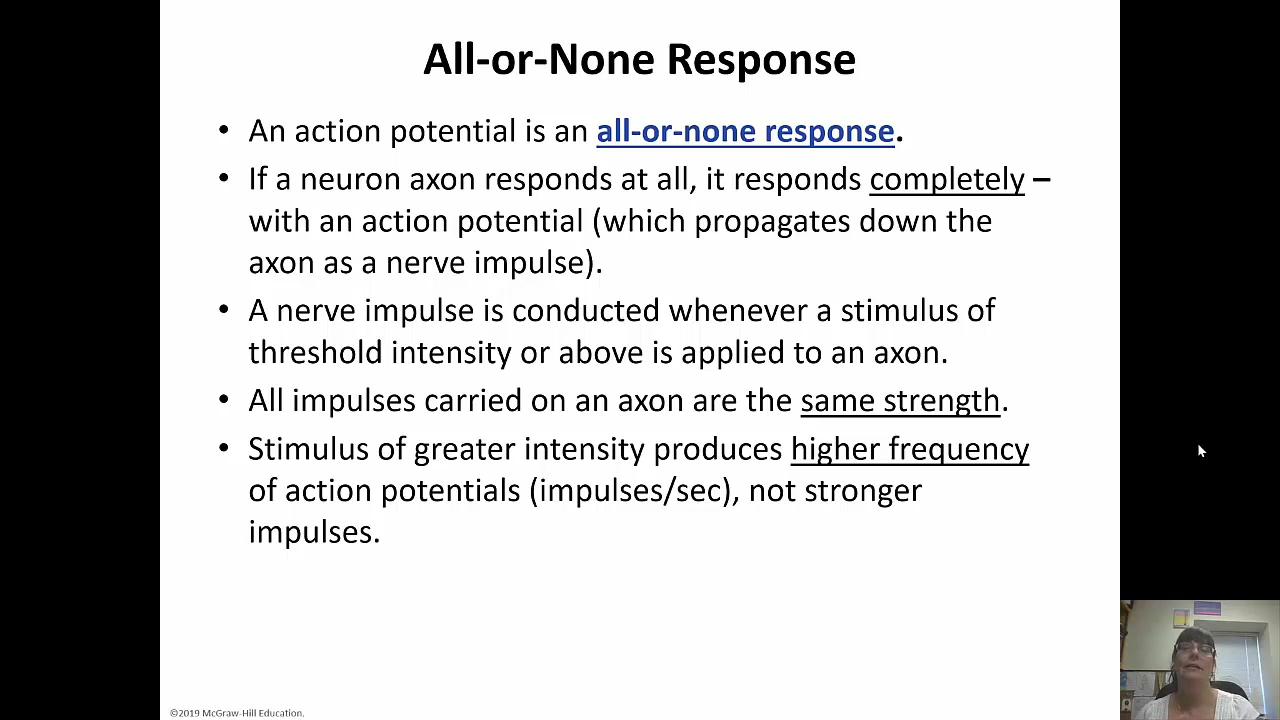 All-or-None Response
• An action potential is an all-or-none response.
• If a neuron axon responds at all, it responds completely –
with an action potential (which propagates down the
axon as a nerve impulse).
• A nerve impulse is conducted whenever a stimulus of
threshold intensity or above is applied to an axon.
• All impulses carried on an axon are the same strength.
• Stimulus of greater intensity produces higher frequency
of action potentials (impulses/sec), not stronger
impulses.
©2019 McGraw-Hill Education.